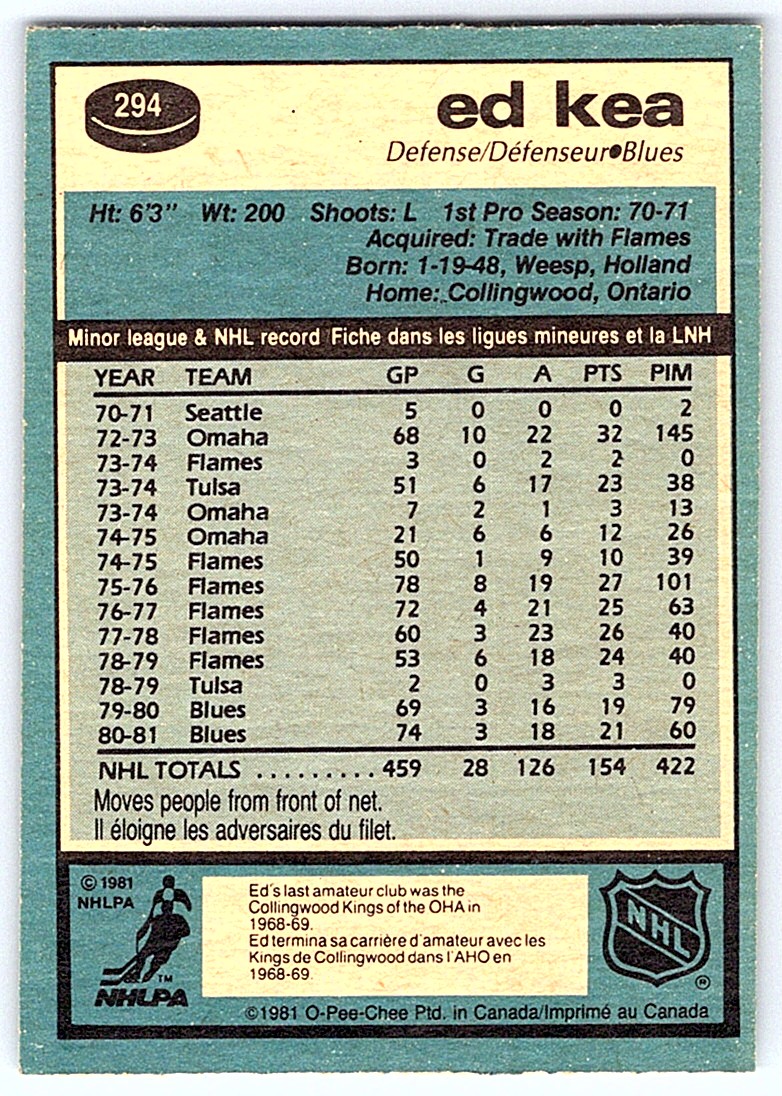 294
ed kea
Defense/Défenseur●Blues
Ht: 6'3" Wt: 200 Shoots: L 1st Pro Season: 70-71
Acquired: Trade with Flames
Born: 1-19-48, Weesp, Holland
Home: Collingwood, Ontario
Minor league & NHL record Fiche dans les ligues mineures et la LNH
YEAR TEAM GP G A PTS PIM
70-71 Seattle 5 0 0 0 2
72-73 Omaha 68 10 22 32 145
73-74 Flames 3 0 2 2 0
73-74 Tulsa 51 6 17 23 38
73-74 Omaha 7 2 1 3 13
74-75 Omaha 21 6 6 12 26
74-75 Flames 50 1 9 10 39
75-76 Flames 78 8 19 27 101
76-77 Flames 72 4 21 25 63
77-78 Flames 60 3 23 26 40
78-79 Flames 53 6 18 24 40
78-79 Tulsa 2 0 3 3 0
79-80 Blues 69 3 16 19 79
80-81 Blues 74 3 18 21 60
NHL TOTALS ......... 459 28 126 154 422
Moves people from front of net.
Il éloigne les adversaires du filet.
© 1981
NHLPA
TM
NHLPA
Ed's last amateur club was the
Collingwood Kings of the OHA in
1968-69.
Ed termina sa carrière d'amateur avec les
Kings de Collingwood dans l'AHO en
1968-69.
NHL
®
©1981 O-Pee-Chee Ptd. in Canada/Imprimé au Canada